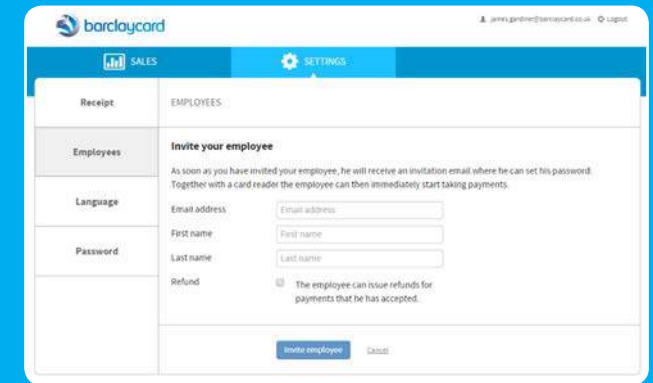 barclaycard
james.gardiner@barclaycard.co.uk Logout
SALES
SETTINGS
Receipt
EMPLOYEES
Employees
Invite your employee
As soon as you have invited your employee, he will receive an invitation email where he can set his password.
Together with a card reader the employee can then immediately start taking payments.
Language
Email address Email address
First name First name
Password
Last name Last name
Refund The employee can issue refunds for
payments that he has accepted.
Invite employee Cancel